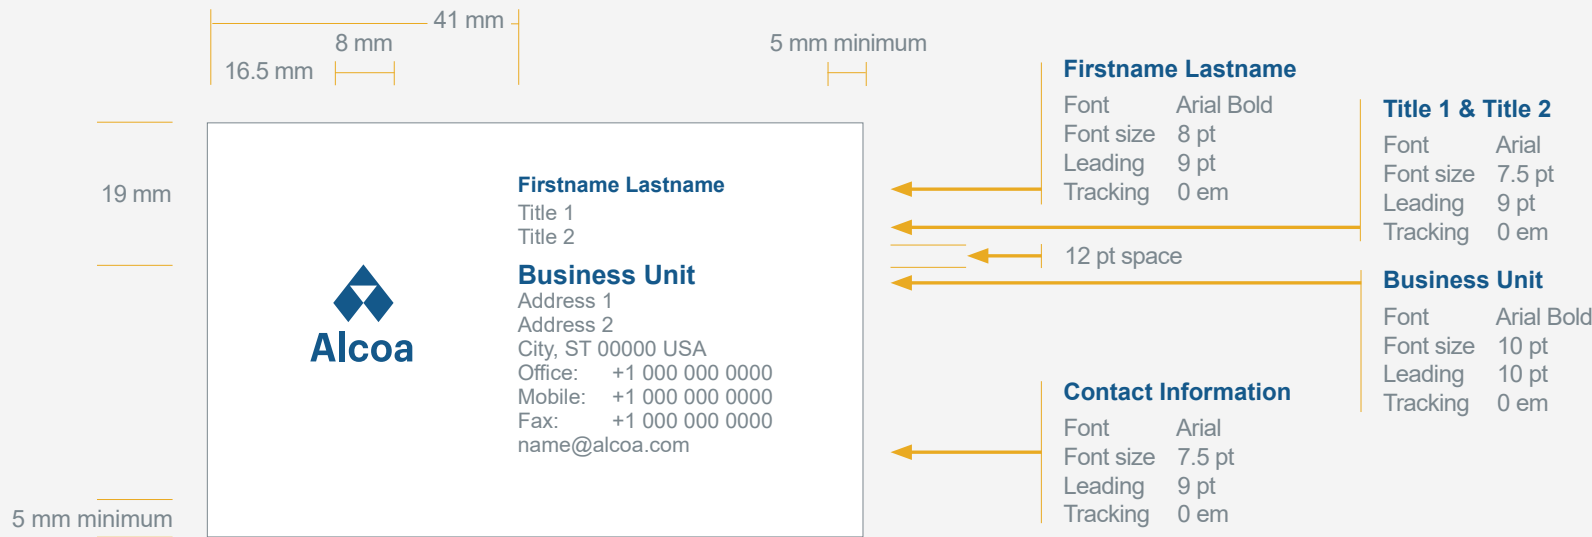 41 mm
8 mm
5 mm minimum
16.5 mm
19 mm
5 mm minimum
Alcoa
Firstname Lastname
Title 1
Title 2
Business Unit
Address 1
Address 2
City, ST 00000 USA
Office: +1 000 000 0000
Mobile: +1 000 000 0000
Fax: +1 000 000 0000
name@alcoa.com
Firstname Lastname
Font Arial Bold
Font size 8 pt
Leading 9 pt
Tracking 0 em
12 pt space
Contact Information
Font Arial
Font size 7.5 pt
Leading 9 pt
Tracking 0 em
Title 1 & Title 2
Font Arial
Font size 7.5 pt
Leading 9 pt
Tracking 0 em
Business Unit
Font Arial Bold
Font size 10 pt
Leading 10 pt
Tracking 0 em